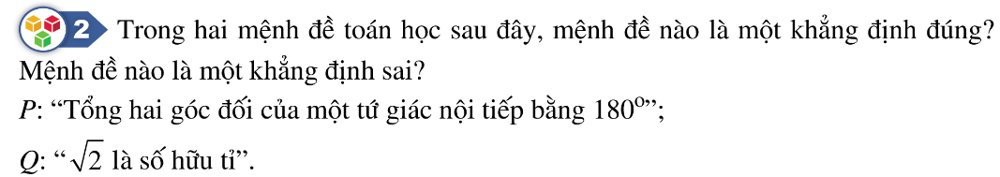 2 Trong hai mệnh đề toán học sau đây, mệnh đề nào là một khẳng định đúng?
Mệnh đề nào là một khẳng định sai?
P: “Tổng hai góc đối của một tứ giác nội tiếp bằng 180°”;
Q: “√2 là số hữu tỉ”.